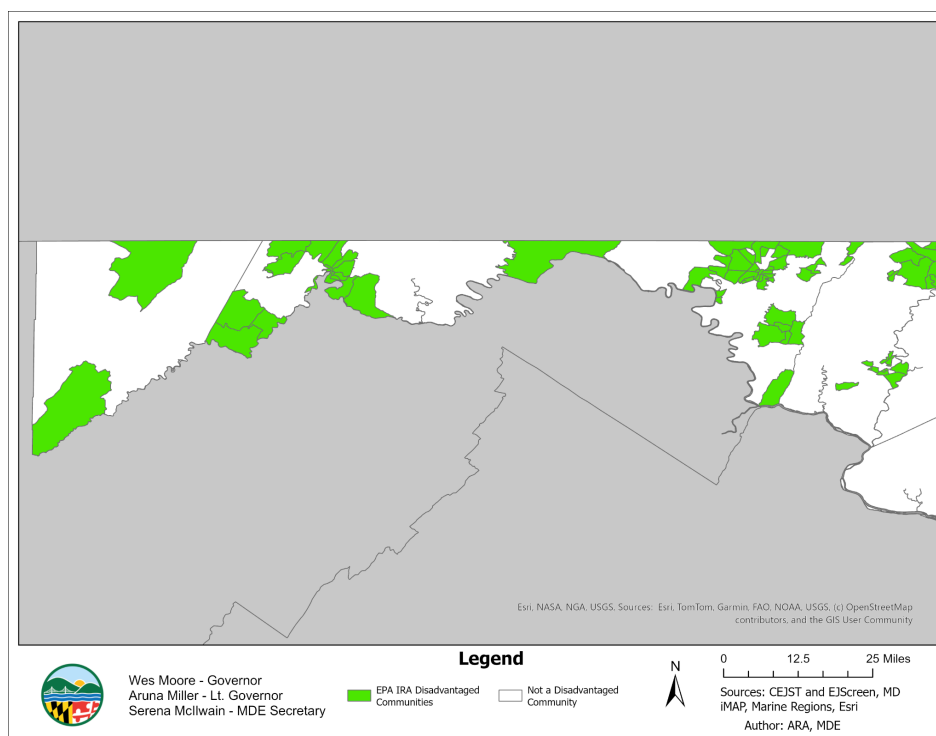 Esri, NASA, NGA, USGS, Sources: Esri, TomTom, Garmin, FAO, NOAA, USGS, (c) OpenStreetMap
contributors, and the GIS User Community
Legend
Wes Moore - Governor
Aruna Miller - Lt. Governor
Serena McIlwain - MDE Secretary
EPA IRA Disadvantaged
Communities
Not a Disadvantaged
Community
N
0 12.5 25 Miles
Sources: CEJST and EJScreen, MD
iMAP, Marine Regions, Esri
Author: ARA, MDE